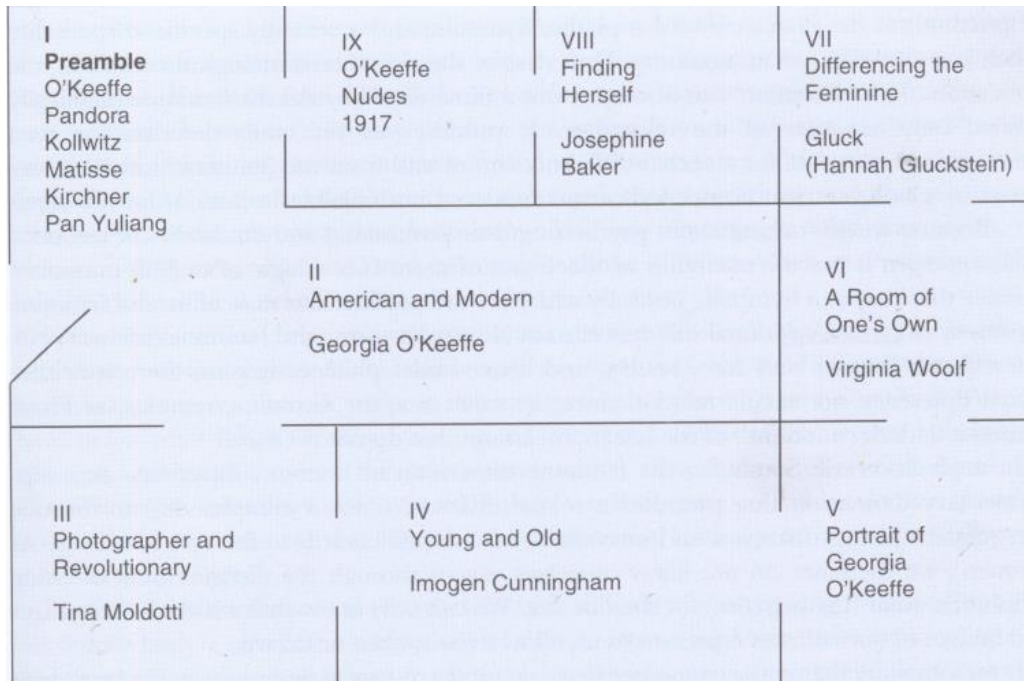 I
Preamble
O'Keeffe
Pandora
Kollwitz
Matisse
Kirchner
Pan Yuliang
II
American and Modern
Georgia O'Keeffe
III
Photographer and
Revolutionary
Tina Moldotti
IV
Young and Old
Imogen Cunningham
V
Portrait of
Georgia
O'Keeffe
VI
A Room of
One's Own
Virginia Woolf
VII
Differencing the
Feminine
Gluck
(Hannah Gluckstein)
VIII
Finding
Herself
Josephine
Baker
IX
O'Keeffe
Nudes
1917